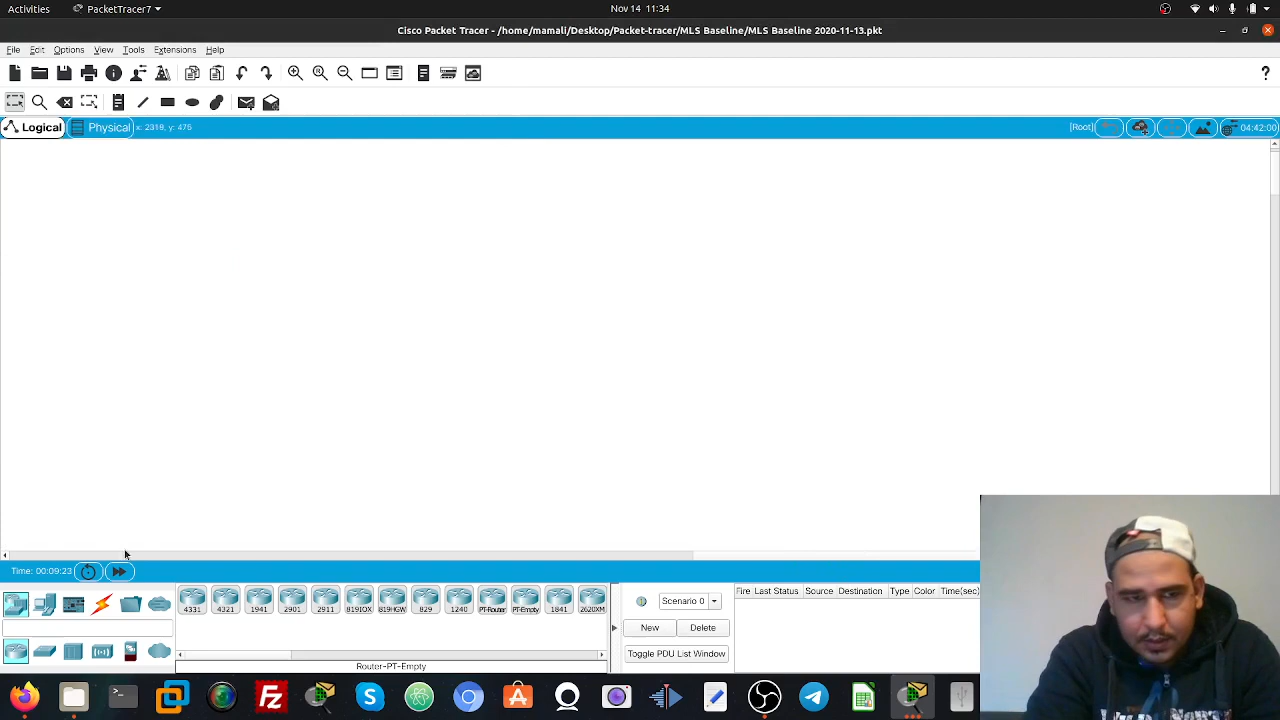 Activities
PacketTracer7
Nov 14 11:34
Cisco Packet Tracer - /home/mamali/Desktop/Packet-tracer/MLS Baseline/MLS Baseline 2020-11-13.pkt
File Edit Options View Tools Extensions Help
?
Logical
Physical
x: 2318, y: 476
[Root]
04:42:00
Time: 00:09:23
4331 4321 1941 2901 2911 819IOX 819HGW 829 1240 PT-Router PT-Empty 1841 2620XM
Router-PT-Empty
Scenario 0
New
Delete
Toggle PDU List Window
Fire Last Status Source Destination Type Color Time(sec)